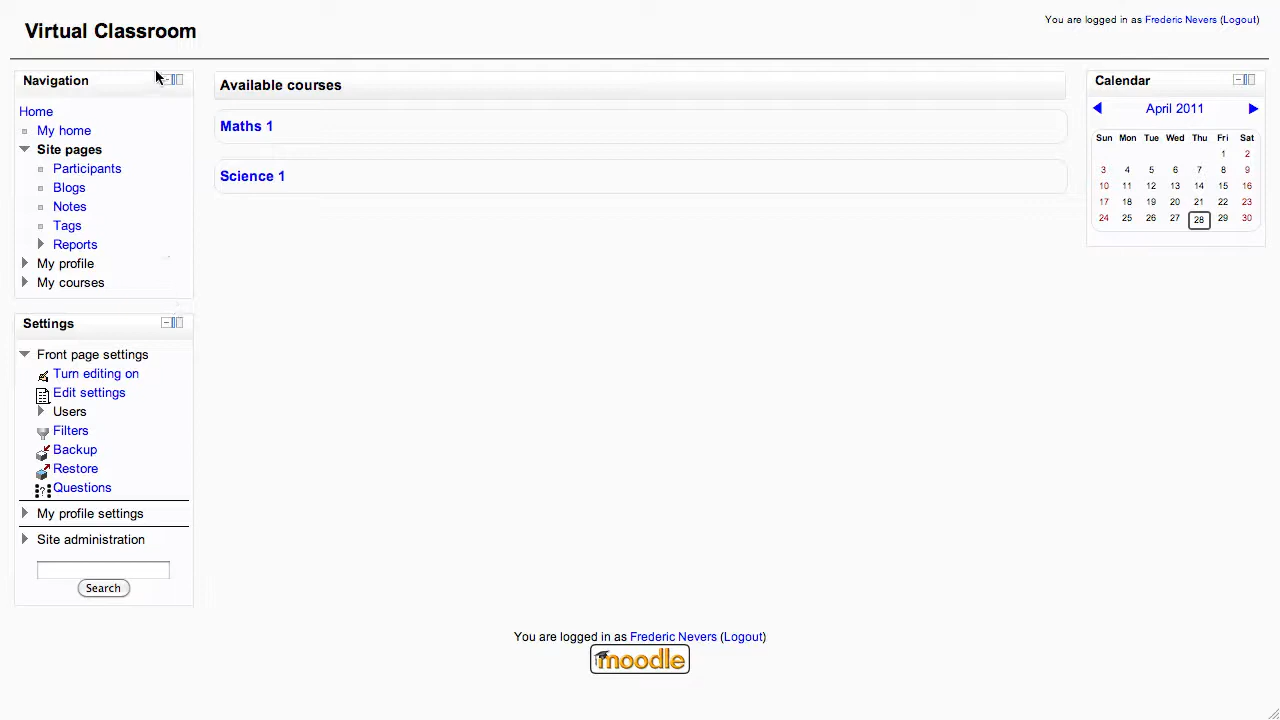 Virtual Classroom
You are logged in as Frederic Nevers (Logout)
Navigation
Home
My home
Site pages
Participants
Blogs
Notes
Tags
Reports
My profile
My courses
Settings
Front page settings
Turn editing on
Edit settings
Users
Filters
Backup
Restore
Questions
My profile settings
Site administration
Search
Available courses
Maths 1
Science 1
Calendar
April 2011
Sun Mon Tue Wed Thu Fri Sat
1 2
3 4 5 6 7 8 9
10 11 12 13 14 15 16
17 18 19 20 21 22 23
24 25 26 27 28 29 30
You are logged in as Frederic Nevers (Logout)
moodle